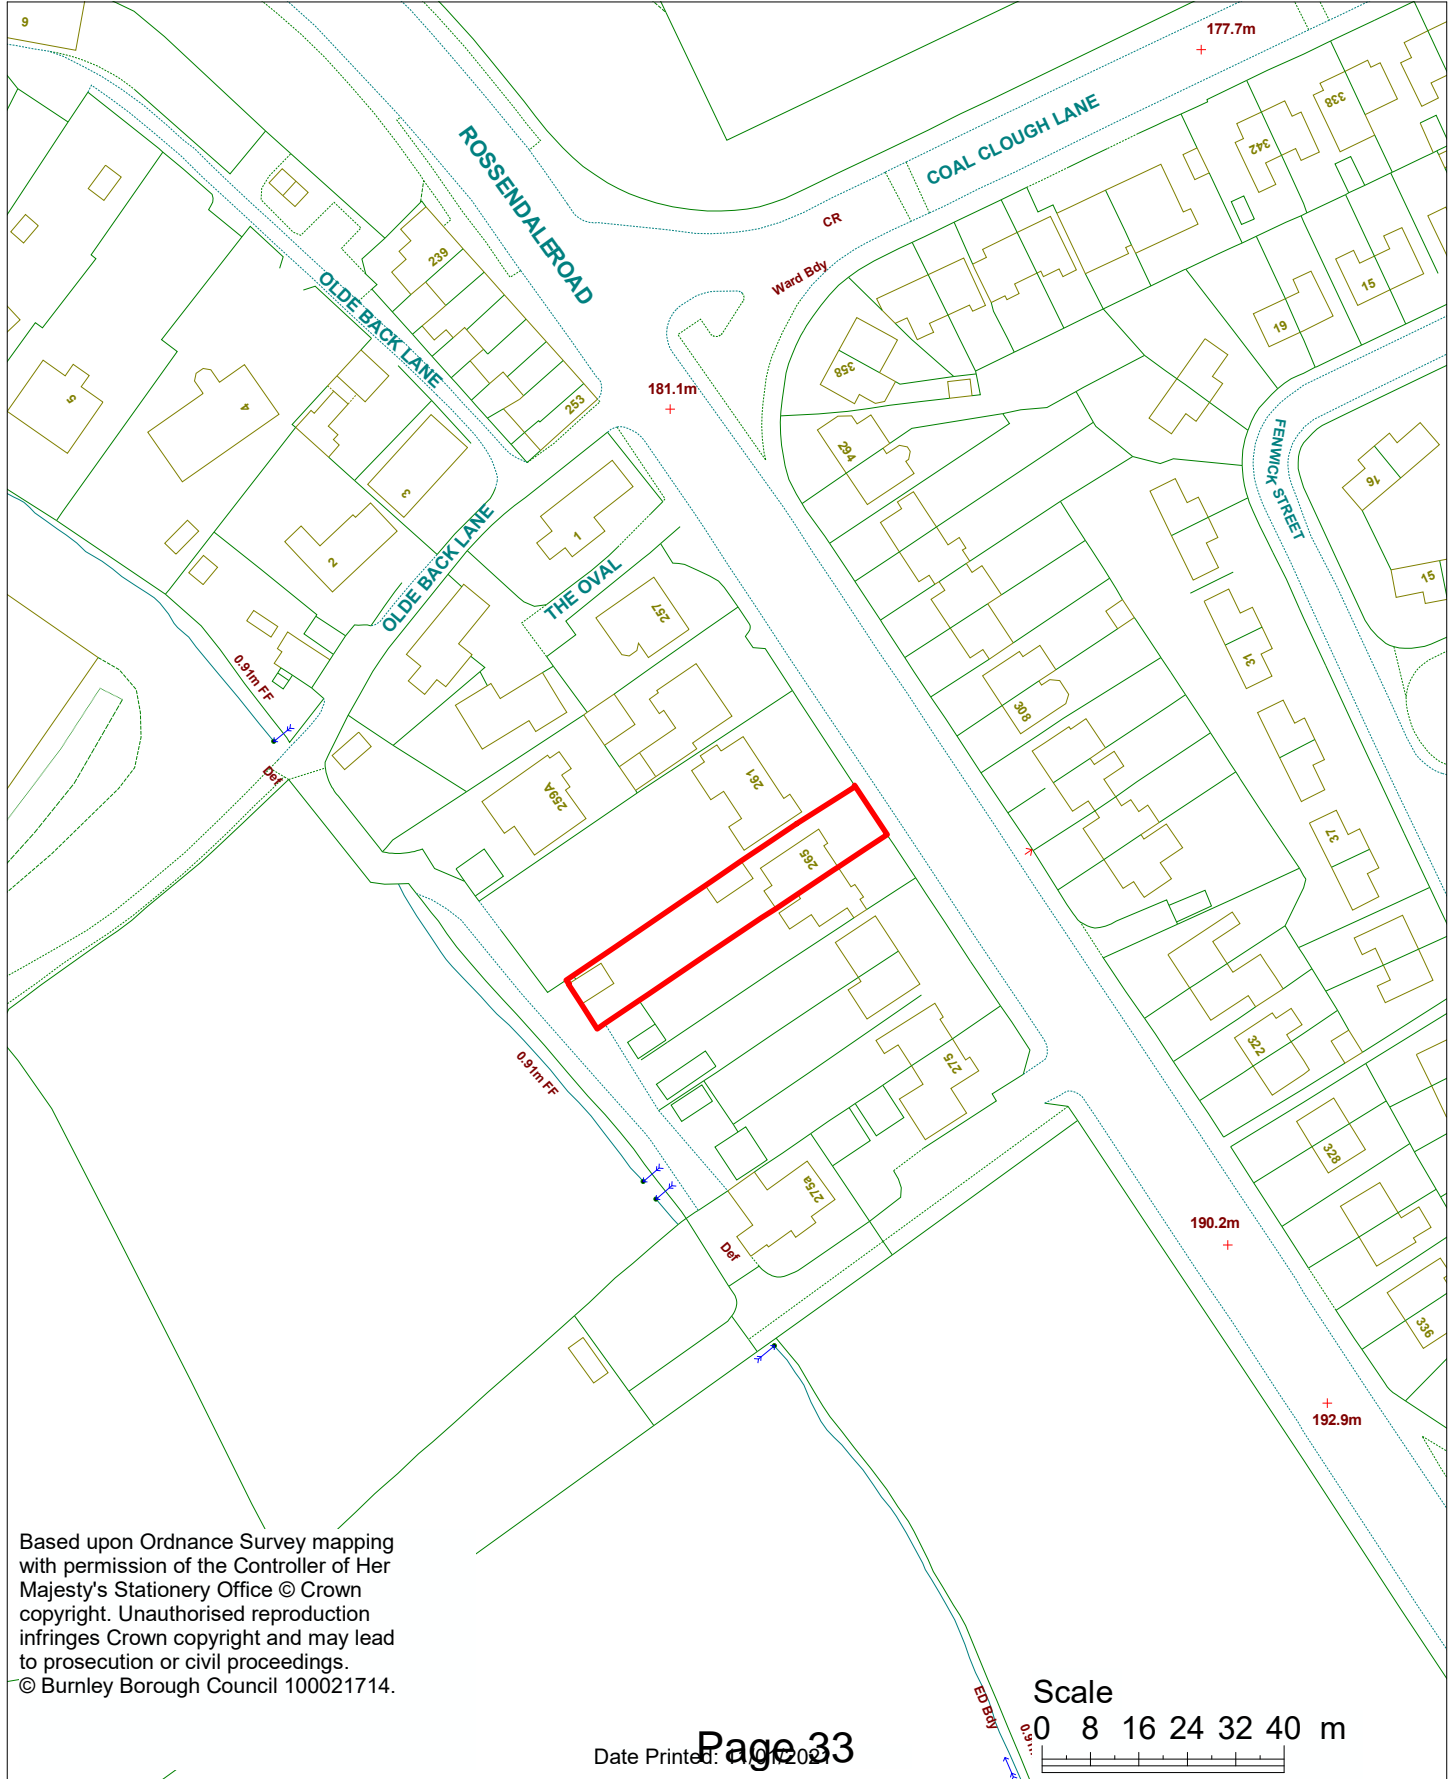 6
177.7m
COAL CLOUGH LANE
338
342
ROSSENDALE ROAD
CR
Ward Bdy
239
OLDE BACK LANE
15
19
358
181.1m
253
5
4
294
FENWICK STREET
16
3
OLDE BACK LANE
1
2
THE OVAL
15
257
31
0.91m FF
308
Def
261
259A
265
37
0.91m FF
275
322
328
275a
190.2m
Def
336
192.9m
Based upon Ordnance Survey mapping
with permission of the Controller of Her
Majesty's Stationery Office © Crown
copyright. Unauthorised reproduction
infringes Crown copyright and may lead
to prosecution or civil proceedings.
© Burnley Borough Council 100021714.
ED Bdy
Scale
0 8 16 24 32 40 m
Page 33
Date Printed: